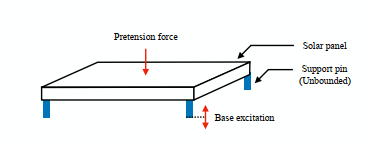 Pretension force
Solar panel
Support pin
(Unbounded)
Base excitation